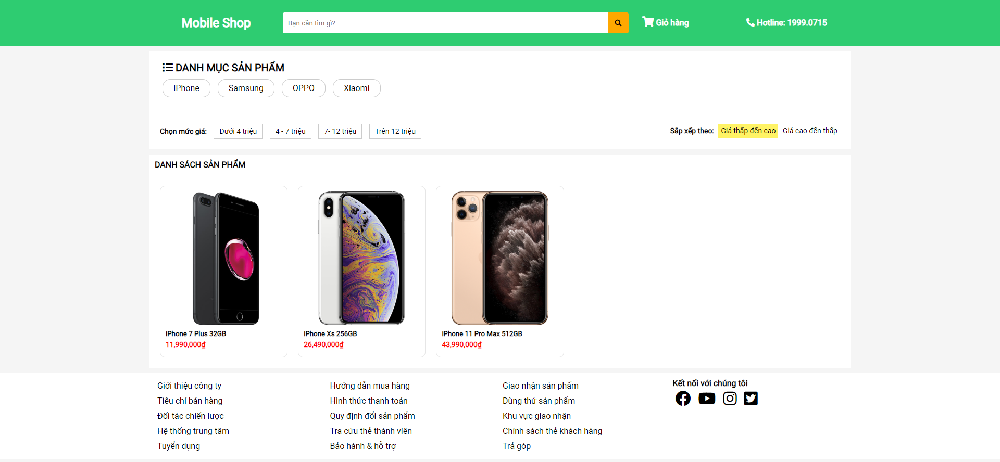 Mobile Shop
Bạn cần tìm gì?
Giỏ hàng
Hotline: 1999.0715
DANH MỤC SẢN PHẨM
IPhone
Samsung
OPPO
Xiaomi
Chọn mức giá:
Dưới 4 triệu
4 - 7 triệu
7- 12 triệu
Trên 12 triệu
Sắp xếp theo:
Giá thấp đến cao
Giá cao đến thấp
DANH SÁCH SẢN PHẨM
iPhone 7 Plus 32GB
11,990,000₫
iPhone Xs 256GB
26,490,000₫
iPhone 11 Pro Max 512GB
43,990,000₫
Giới thiệu công ty
Tiêu chí bán hàng
Đối tác chiến lược
Hệ thống trung tâm
Tuyển dụng
Hướng dẫn mua hàng
Hình thức thanh toán
Quy định đổi sản phẩm
Tra cứu thẻ thành viên
Bảo hành & hỗ trợ
Giao nhận sản phẩm
Dùng thử sản phẩm
Khu vực giao nhận
Chính sách thẻ khách hàng
Trả góp
Kết nối với chúng tôi